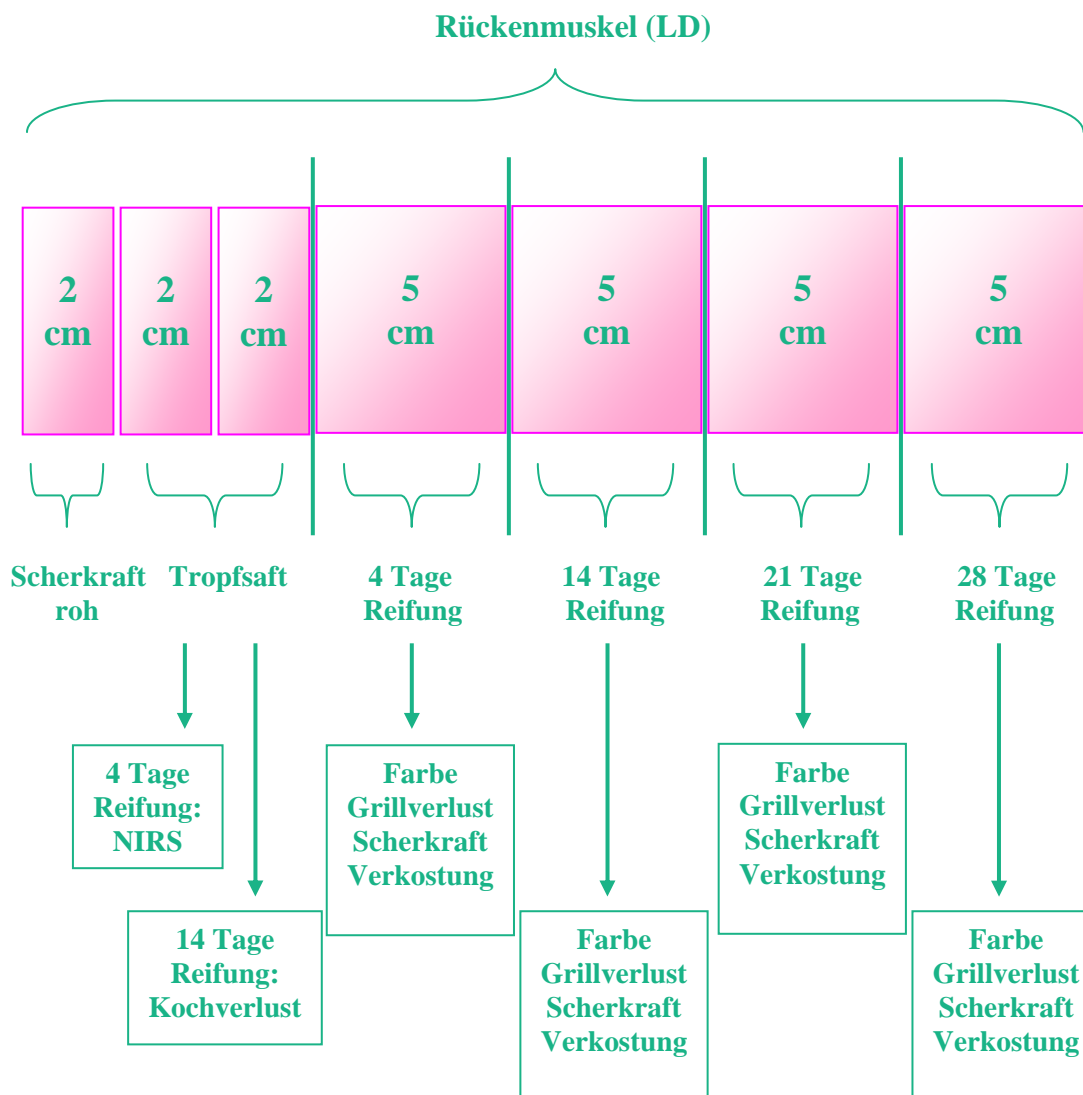 Rückenmuskel (LD)
2
cm
2
cm
2
cm
5
cm
5
cm
5
cm
5
cm
Scherkraft
roh
Tropfsaft
4 Tage
Reifung
14 Tage
Reifung
21 Tage
Reifung
28 Tage
Reifung
4 Tage
Reifung:
NIRS
14 Tage
Reifung:
Kochverlust
Farbe
Grillverlust
Scherkraft
Verkostung
Farbe
Grillverlust
Scherkraft
Verkostung
Farbe
Grillverlust
Scherkraft
Verkostung
Farbe
Grillverlust
Scherkraft
Verkostung